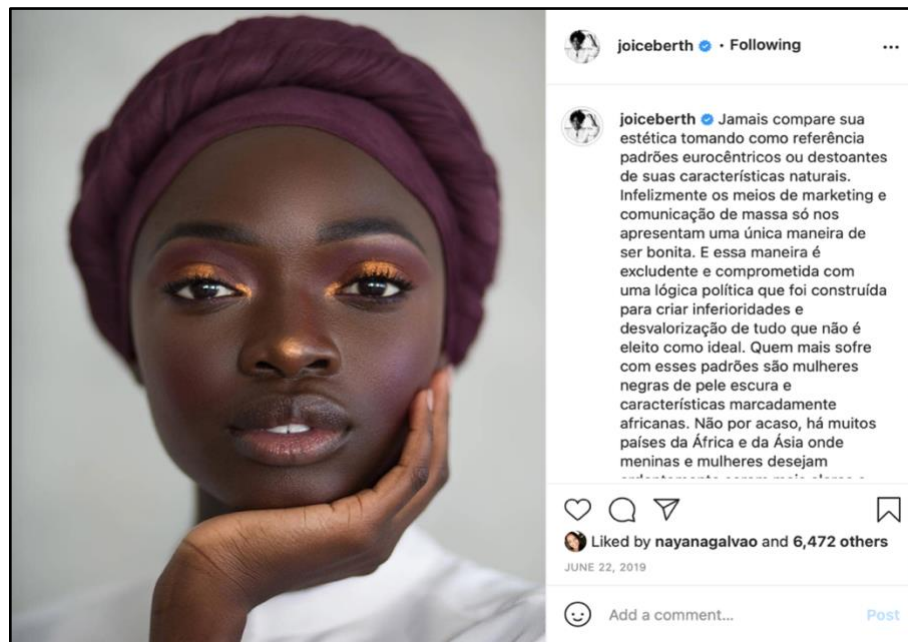 joiceberth • Following
joiceberth Jamais compare sua
estética tomando como referência
padrões eurocêntricos ou destoantes
de suas características naturais.
Infelizmente os meios de marketing e
comunicação de massa só nos
apresentam uma única maneira de
ser bonita. E essa maneira é
excludente e comprometida com
uma lógica política que foi construída
para criar inferioridades e
desvalorização de tudo que não é
eleito como ideal. Quem mais sofre
com esses padrões são mulheres
negras de pele escura e
características marcadamente
africanas. Não por acaso, há muitos
países da África e da Ásia onde
meninas e mulheres desejam
Liked by nayanagalvao and 6,472 others
JUNE 22, 2019
Add a comment... Post